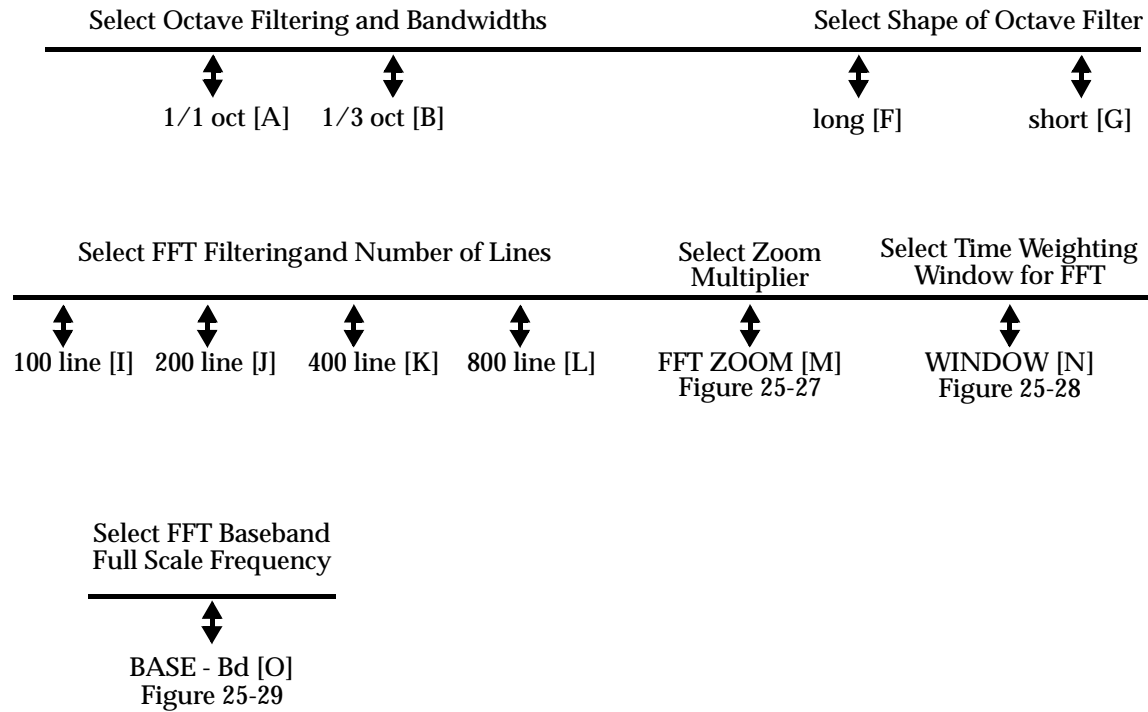 Select Octave Filtering and Bandwidths
Select Shape of Octave Filter
1/1 oct [A]
1/3 oct [B]
long [F]
short [G]
Select FFT Filteringand Number of Lines
Select Zoom
Multiplier
Select Time Weighting
Window for FFT
100 line [I]
200 line [J]
400 line [K]
800 line [L]
FFT ZOOM [M]
Figure 25-27
WINDOW [N]
Figure 25-28
Select FFT Baseband
Full Scale Frequency
BASE - Bd [O]
Figure 25-29